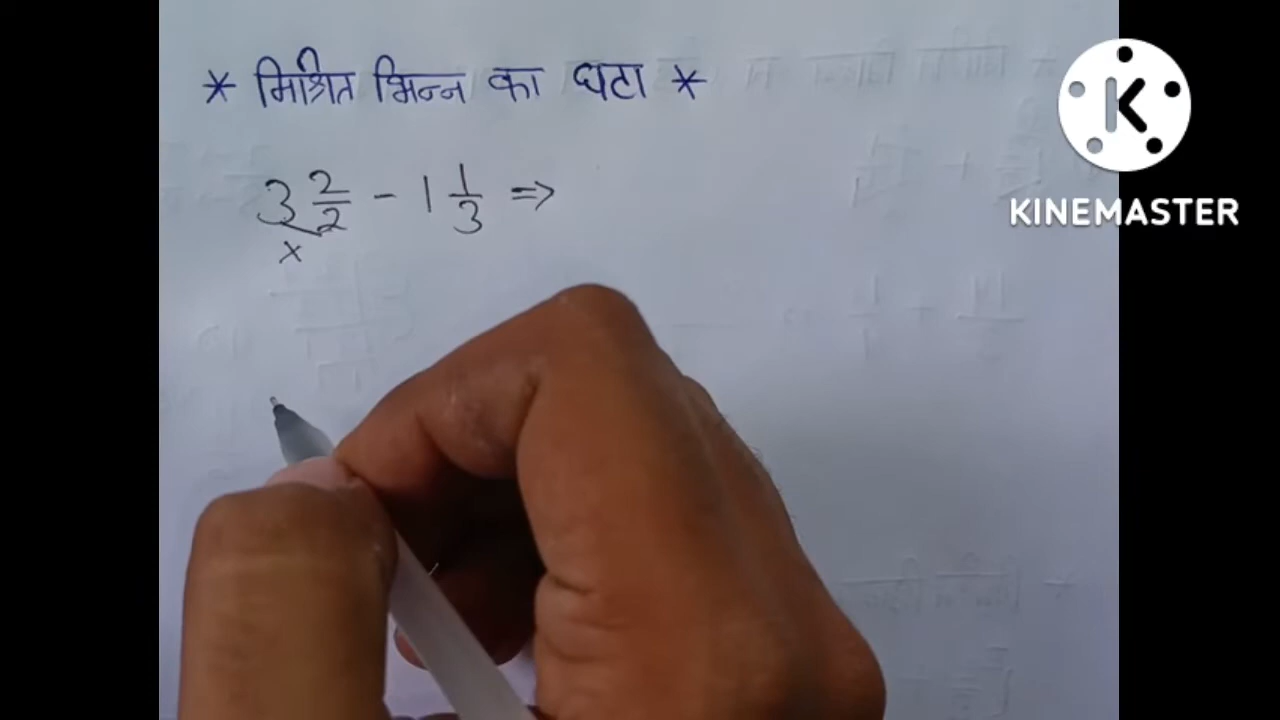 * मिश्रित भिन्न का घटा *
3 2/2 - 1 1/3 ⇒
×
KINEMASTER